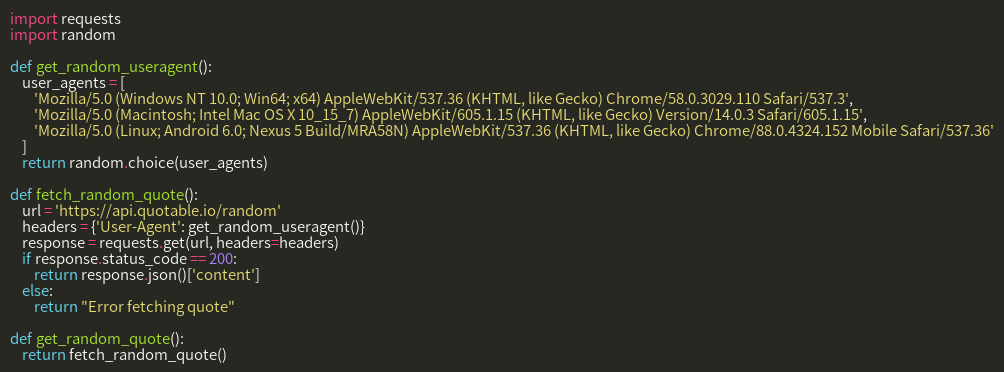 import requests
import random

def get_random_useragent():
    user_agents = [
        'Mozilla/5.0 (Windows NT 10.0; Win64; x64) AppleWebKit/537.36 (KHTML, like Gecko) Chrome/58.0.3029.110 Safari/537.3',
        'Mozilla/5.0 (Macintosh; Intel Mac OS X 10_15_7) AppleWebKit/605.1.15 (KHTML, like Gecko) Version/14.0.3 Safari/605.1.15',
        'Mozilla/5.0 (Linux; Android 6.0; Nexus 5 Build/MRA58N) AppleWebKit/537.36 (KHTML, like Gecko) Chrome/88.0.4324.152 Mobile Safari/537.36'
    ]
    return random.choice(user_agents)

def fetch_random_quote():
    url = 'https://api.quotable.io/random'
    headers = {'User-Agent': get_random_useragent()}
    response = requests.get(url, headers=headers)
    if response.status_code == 200:
        return response.json()['content']
    else:
        return "Error fetching quote"

def get_random_quote():
    return fetch_random_quote()